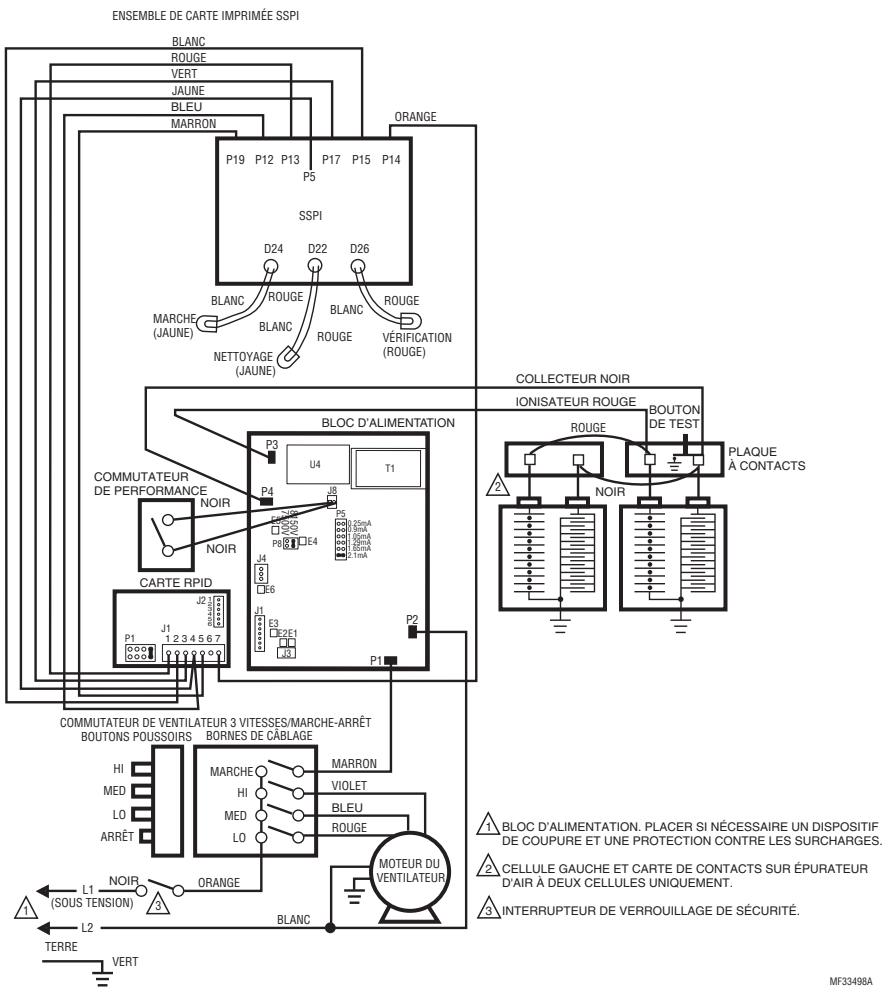 ENSEMBLE DE CARTE IMPRIMÉE SSPI
BLANC
ROUGE
VERT
JAUNE
BLEU
MARRON
ORANGE
P19 P12 P13 P17 P15 P14
P5
SSPI
D24 D22 D26
BLANC
ROUGE
BLANC
ROUGE
BLANC
ROUGE
MARCHE
(JAUNE)
NETTOYAGE
(JAUNE)
VÉRIFICATION
(ROUGE)
COLLECTEUR NOIR
IONISATEUR ROUGE
BLOC D'ALIMENTATION
BOUTON
DE TEST
ROUGE
PLAQUE
À CONTACTS
2
NOIR
P3
U4
T1
COMMUTATEUR
DE PERFORMANCE
NOIR
NOIR
P4
J8
P5
0.25mA
0.9mA
1.05mA
1.29mA
1.65mA
2.1mA
8150V
E4
P8
J4
E6
J1
E3
E2E1
J3
P2
P1
CARTE RPID
J2
J1
P1
1 2 3 4 5 6 7
COMMUTATEUR DE VENTILATEUR 3 VITESSES/MARCHE-ARRÊT
BOUTONS POUSSOIRS
BORNES DE CÂBLAGE
HI
MED
LO
ARRÊT
MARCHE
HI
MED
LO
MARRON
VIOLET
BLEU
ROUGE
MOTEUR DU
VENTILATEUR
NOIR
ORANGE
L1
(SOUS TENSION)
3
1
L2
BLANC
TERRE
VERT
1 BLOC D'ALIMENTATION. PLACER SI NÉCESSAIRE UN DISPOSITIF
DE COUPURE ET UNE PROTECTION CONTRE LES SURCHARGES.
2 CELLULE GAUCHE ET CARTE DE CONTACTS SUR ÉPURATEUR
D'AIR À DEUX CELLULES UNIQUEMENT.
3 INTERRUPTEUR DE VERROUILLAGE DE SÉCURITÉ.
MF33498A